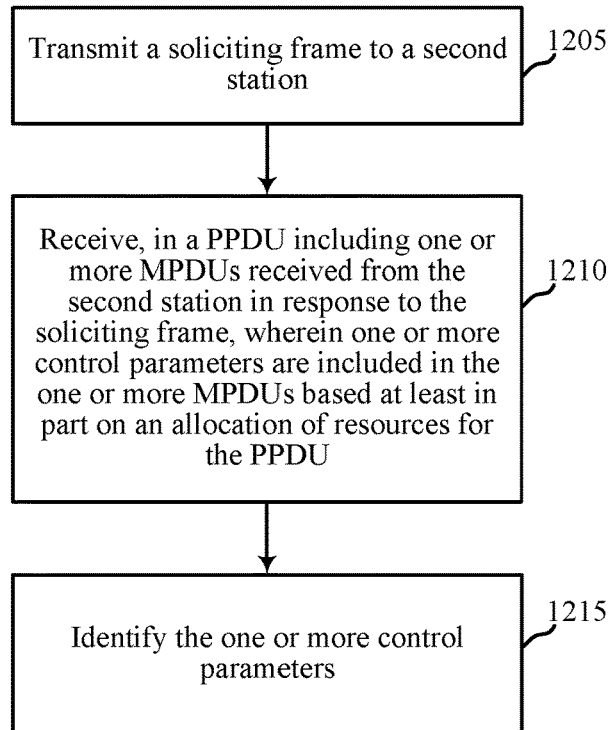 Transmit a soliciting frame to a second
station
1205
Receive, in a PPDU including one or
more MPDUs received from the
second station in response to the
soliciting frame, wherein one or more
control parameters are included in the
one or more MPDUs based at least in
part on an allocation of resources for
the PPDU
1210
Identify the one or more control
parameters
1215